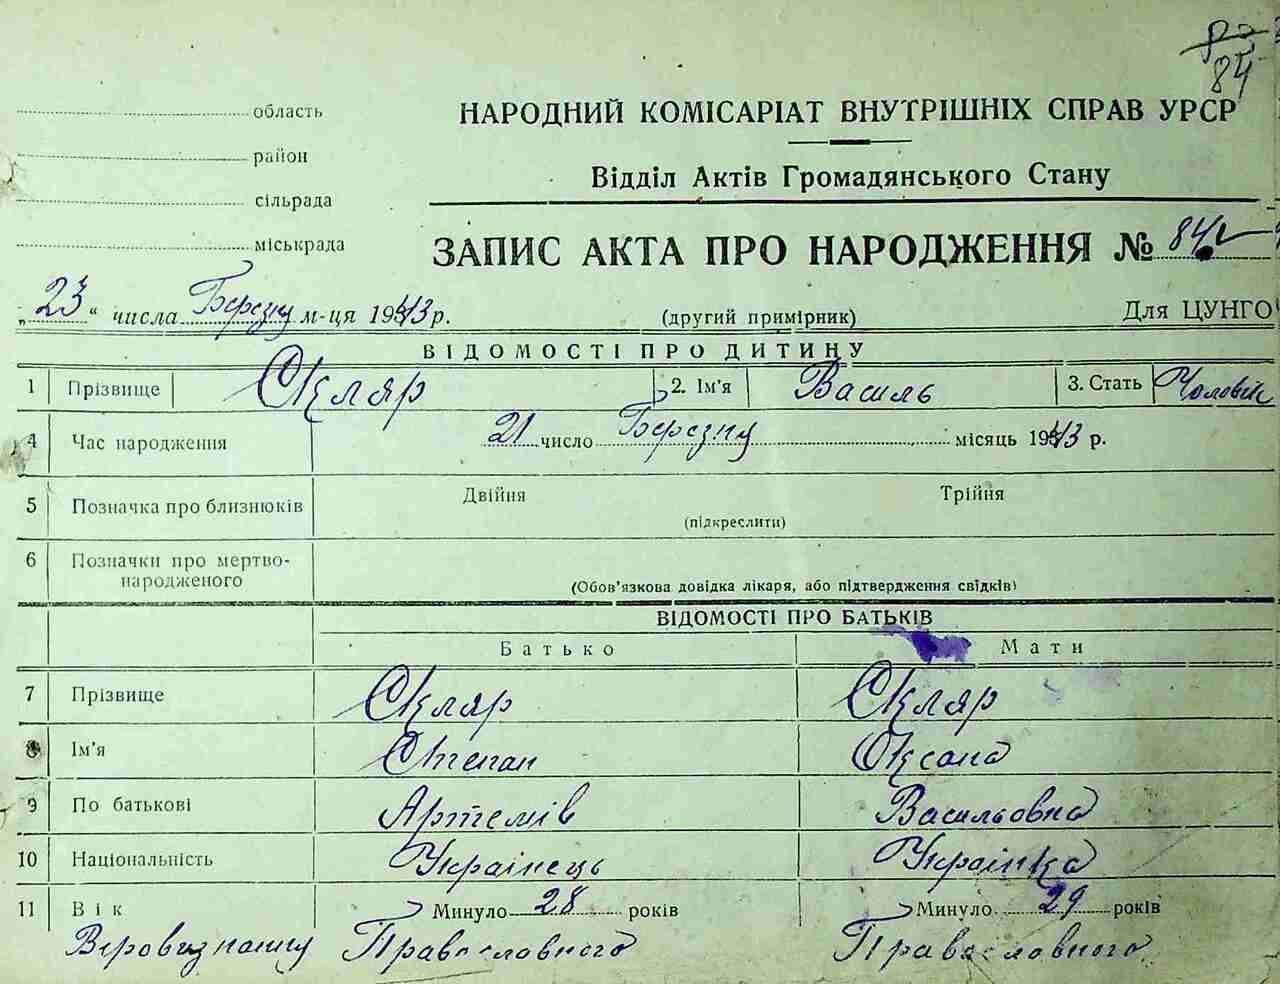 84
область
район
сільрада
міськрада
НАРОДНИЙ КОМІСАРІАТ ВНУТРІШНІХ СПРАВ УРСР
Відділ Актів Громадянського Стану
ЗАПИС АКТА ПРО НАРОДЖЕННЯ № 84
„23“ числа Березня м-ця 1943 р. (другий примірник) Для ЦУНГО
ВІДОМОСТІ ПРО ДИТИНУ
1 Прізвище Скляр 2. Ім'я Василь 3. Стать Чоловік
4 Час народження 21 число Березня місяць 1943 р.
5 Позначка про близнюків Двійня Трійня
(підкреслити)
6 Позначки про мертво-
народженого (Обов'язкова довідка лікаря, або підтвердження свідків)
ВІДОМОСТІ ПРО БАТЬКІВ
Батько Мати
7 Прізвище Скляр Скляр
8 Ім'я Степан Оксана
9 По батькові Артемів Васильовна
10 Національність Українець Українка
11 Вік Минуло 28 років Минуло 29 років
Віровизнання Православного Православного